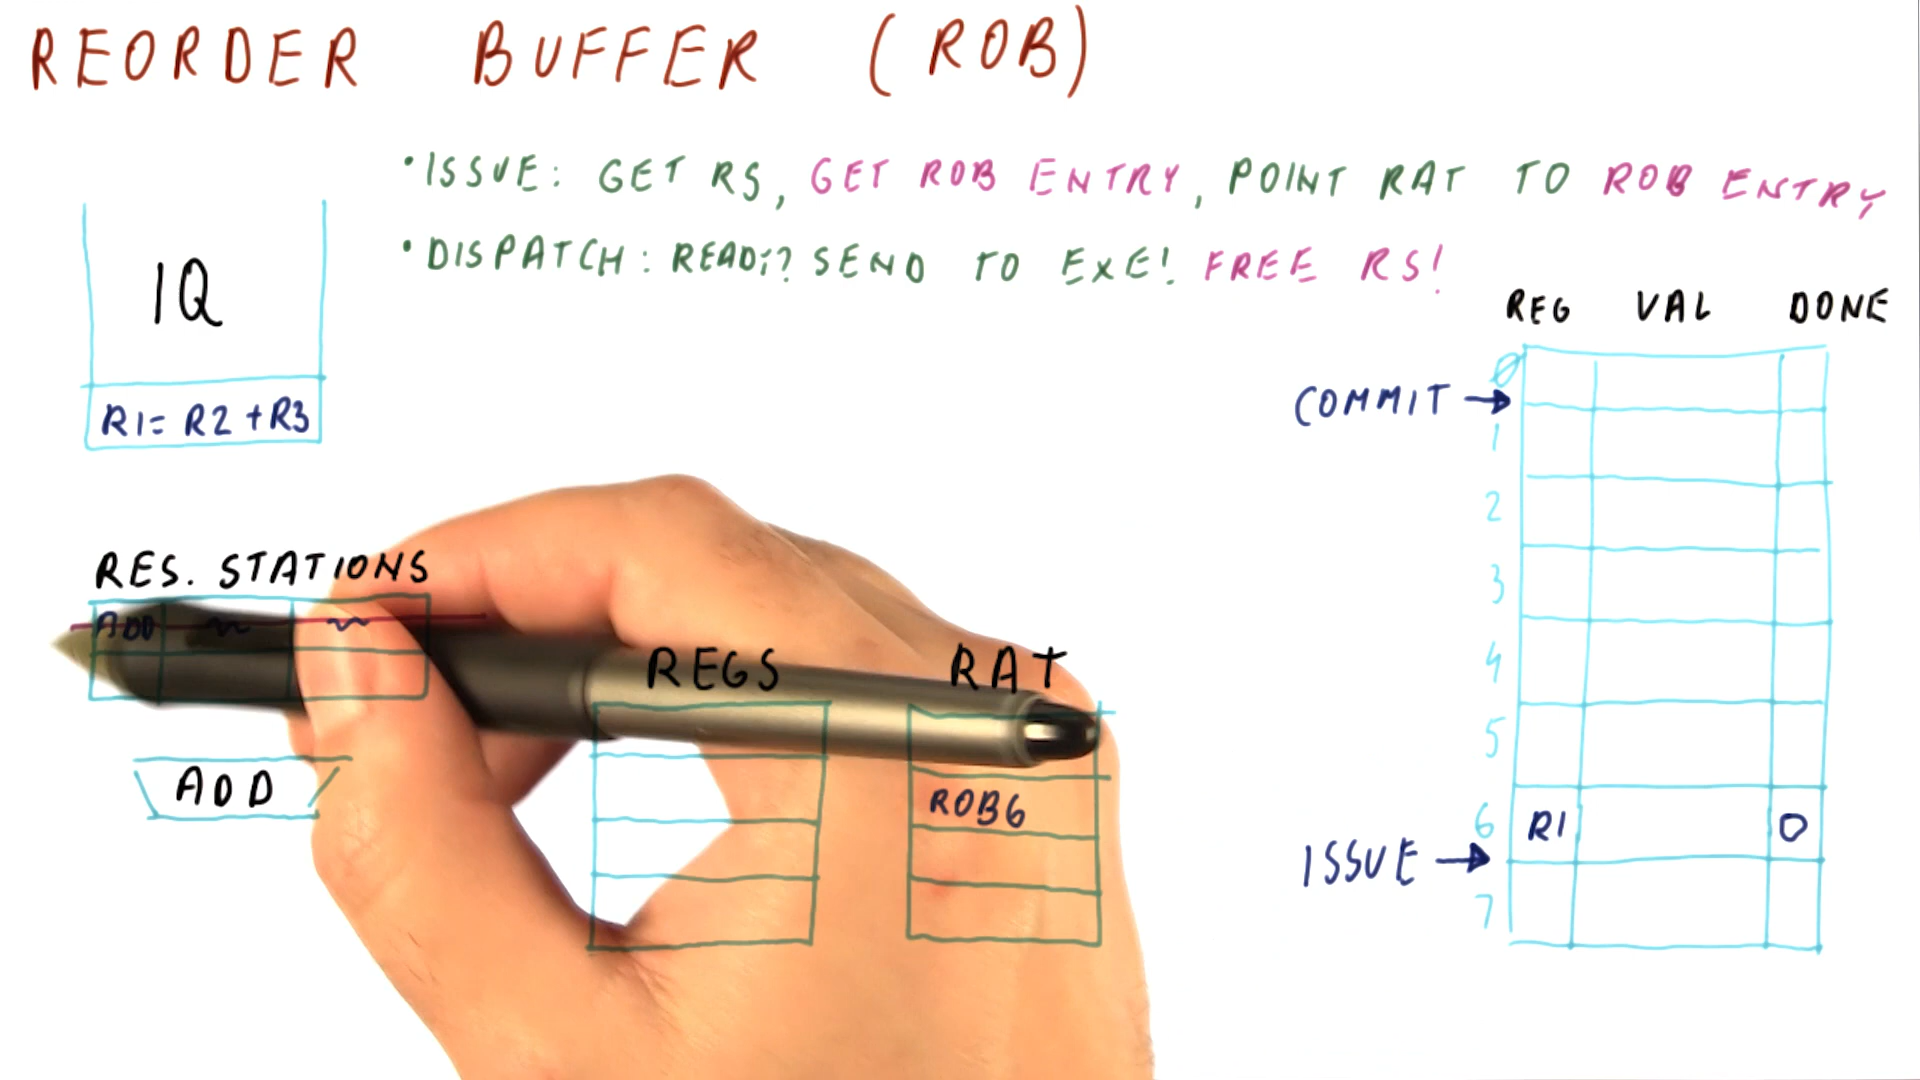 REORDER BUFFER (ROB)
• ISSUE: GET RS, GET ROB ENTRY, POINT RAT TO ROB ENTRY
• DISPATCH: READY? SEND TO EXE! FREE RS!
IQ
R1= R2 +R3
REG VAL DONE
COMMIT →
0
1
2
3
4
5
6 R1 0
ISSUE →
7
RES. STATIONS
ADD
ADD
REGS
RAT
ROB6